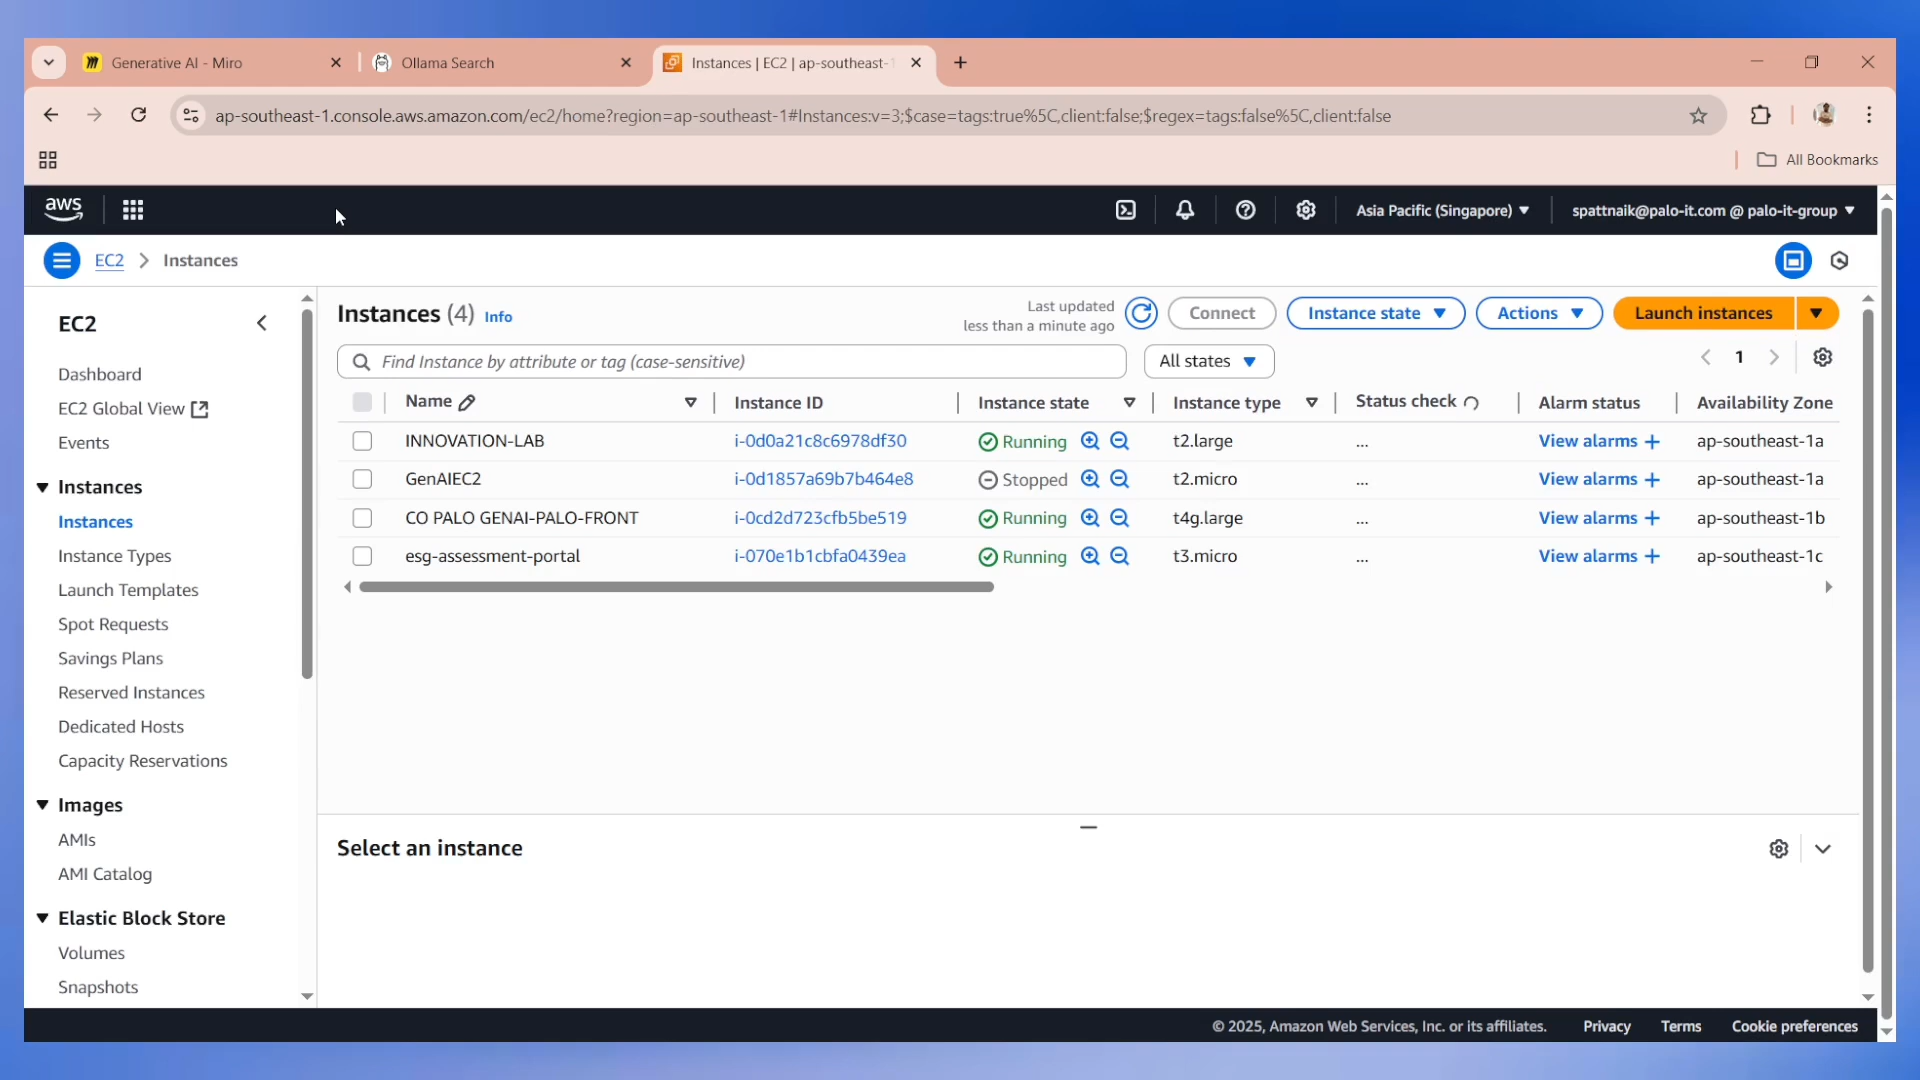 Generative AI - Miro
Ollama Search
Instances | EC2 | ap-southeast-1
ap-southeast-1.console.aws.amazon.com/ec2/home?region=ap-southeast-1#Instances:v=3;$case=tags:true%5C,client:false;$regex=tags:false%5C,client:false
All Bookmarks
aws
Asia Pacific (Singapore)
spattnaik@palo-it.com @ palo-it-group
EC2 > Instances
EC2
Dashboard
EC2 Global View
Events
Instances
Instances
Instance Types
Launch Templates
Spot Requests
Savings Plans
Reserved Instances
Dedicated Hosts
Capacity Reservations
Images
AMIs
AMI Catalog
Elastic Block Store
Volumes
Snapshots
Instances (4) Info
Last updated
less than a minute ago
Connect
Instance state
Actions
Launch instances
Find Instance by attribute or tag (case-sensitive)
All states
1
Name Instance ID Instance state Instance type Status check Alarm status Availability Zone
INNOVATION-LAB i-0d0a21c8c6978df30 Running t2.large ... View alarms + ap-southeast-1a
GenAIEC2 i-0d1857a69b7b464e8 Stopped t2.micro ... View alarms + ap-southeast-1a
CO PALO GENAI-PALO-FRONT i-0cd2d723cfb5be519 Running t4g.large ... View alarms + ap-southeast-1b
esg-assessment-portal i-070e1b1cbfa0439ea Running t3.micro ... View alarms + ap-southeast-1c
Select an instance
© 2025, Amazon Web Services, Inc. or its affiliates. Privacy Terms Cookie preferences